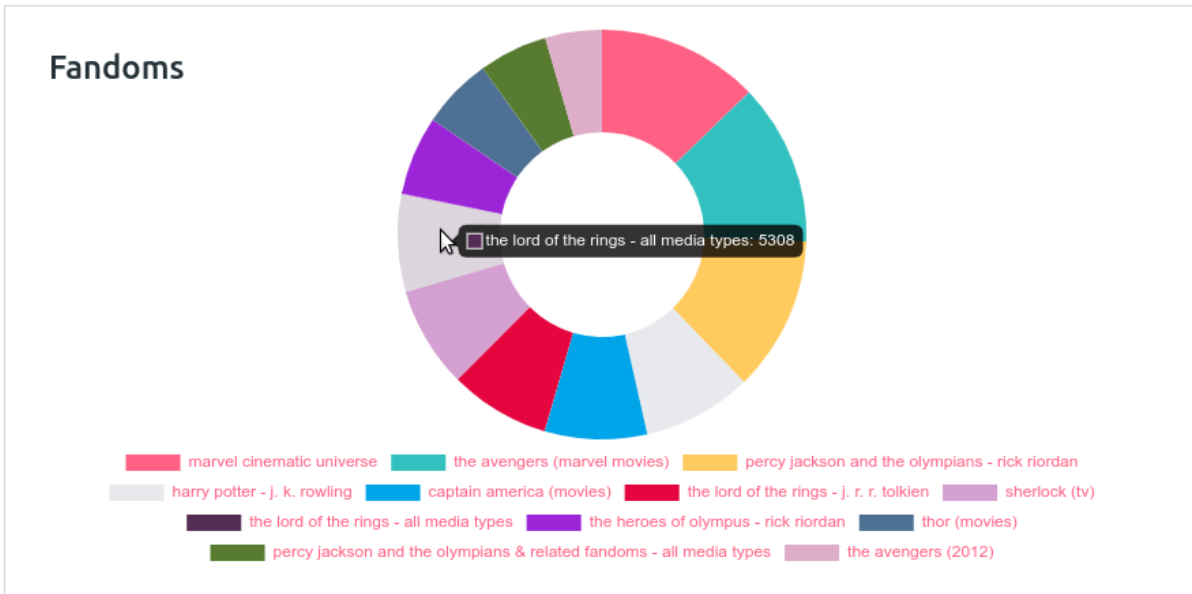 Fandoms
the lord of the rings - all media types: 5308
marvel cinematic universe the avengers (marvel movies) percy jackson and the olympians - rick riordan
harry potter - j. k. rowling captain america (movies) the lord of the rings - j. r. r. tolkien sherlock (tv)
the lord of the rings - all media types the heroes of olympus - rick riordan thor (movies)
percy jackson and the olympians & related fandoms - all media types the avengers (2012)